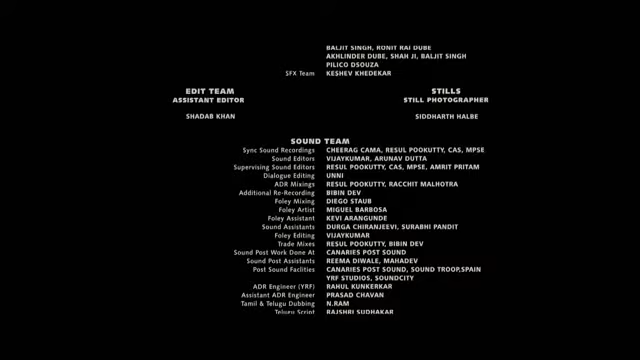 BALJIT SINGH, RONIT RAJ DUBE
AKHLINDER DUBE, SHAH JI, BALJIT SINGH
PILICO DSOUZA
SFX Team KESHEV KHEDEKAR
EDIT TEAM
ASSISTANT EDITOR
SHADAB KHAN
STILLS
STILL PHOTOGRAPHER
SIDDHARTH HALBE
SOUND TEAM
Sync Sound Recordings CHEERAG CAMA, RESUL POOKUTTY, CAS, MPSE
Sound Editors VIJAYKUMAR, ARUNAV DUTTA
Supervising Sound Editors RESUL POOKUTTY, CAS, MPSE, AMRIT PRITAM
Dialogue Editing UNNI
ADR Mixings RESUL POOKUTTY, RACCHIT MALHOTRA
Additional Re-Recording BIBIN DEV
Foley Mixing DIEGO STAUB
Foley Artist MIGUEL BARBOSA
Foley Assistant KEVI ARANGUNDE
Sound Assistants DURGA CHIRANJEEVI, SURABHI PANDIT
Foley Editing VIJAYKUMAR
Trade Mixes RESUL POOKUTTY, BIBIN DEV
Sound Post Work Done At CANARIES POST SOUND
Sound Post Assistants REEMA DIWALE, MAHADEV
Post Sound Faclities CANARIES POST SOUND, SOUND TROOP,SPAIN
YRF STUDIOS, SOUNDCITY
ADR Engineer (YRF) RAHUL KUNKERKAR
Assistant ADR Engineer PRASAD CHAVAN
Tamil & Telugu Dubbing N.RAM
Telugu Script RAJSHRI SUDHAKAR